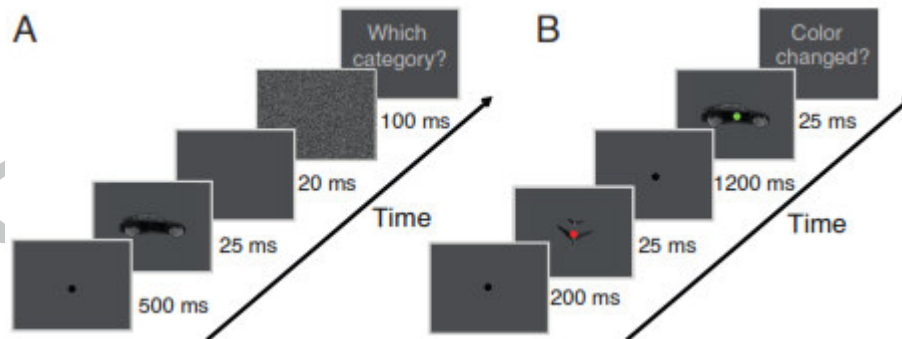 A
Which
category?
100 ms
20 ms
25 ms
500 ms
Time
B
Color
changed?
25 ms
1200 ms
25 ms
200 ms
Time